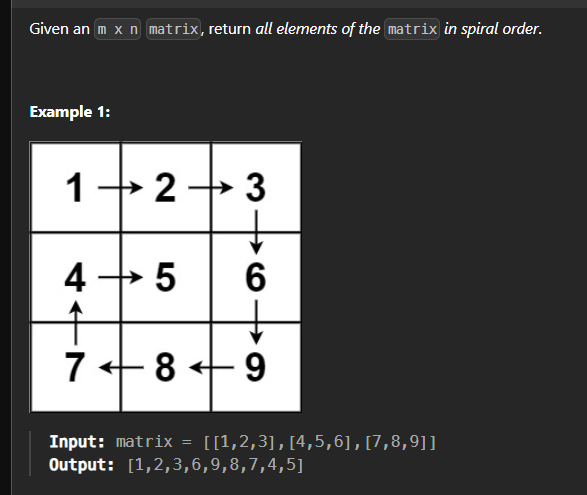 Given an m x n matrix, return all elements of the matrix in spiral order.
Example 1:
1 2 3
4 5 6
7 8 9
Input: matrix = [[1,2,3],[4,5,6],[7,8,9]]
Output: [1,2,3,6,9,8,7,4,5]